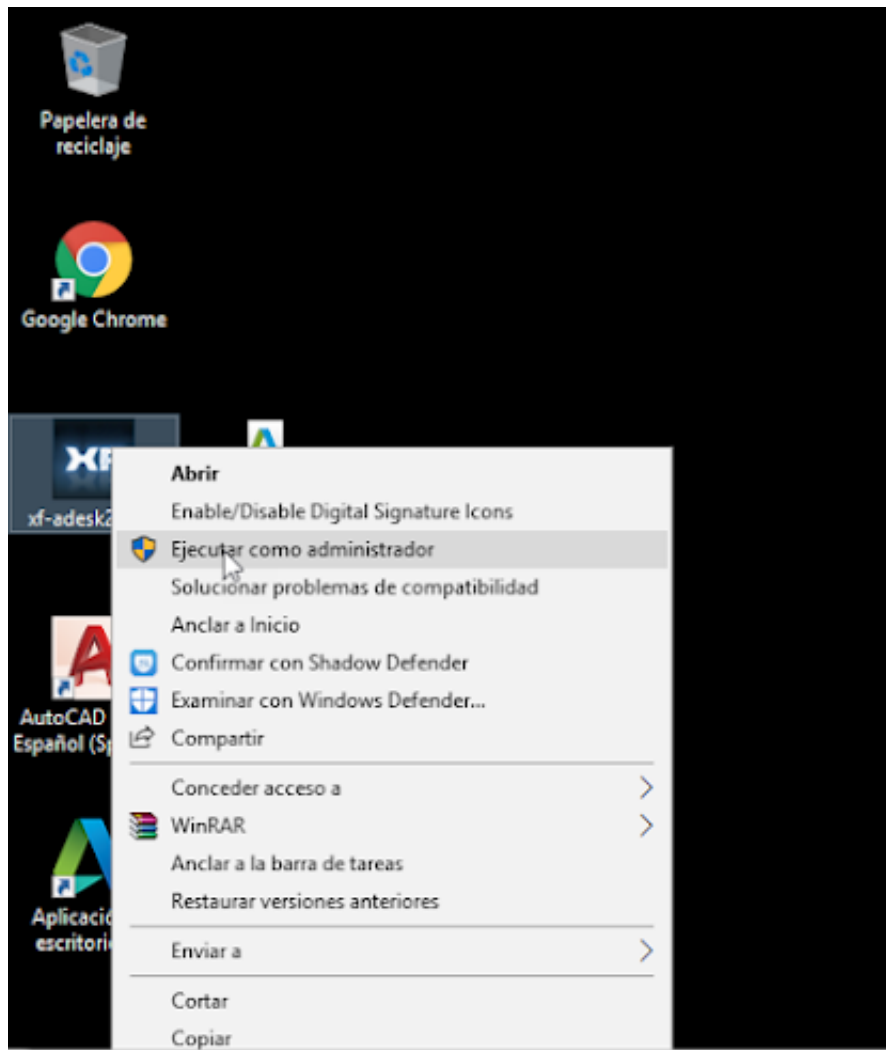 Papelera de
reciclaje
Google Chrome
XF
xf-adesk2
Abrir
Enable/Disable Digital Signature Icons
Ejecutar como administrador
Solucionar problemas de compatibilidad
Anclar a Inicio
Confirmar con Shadow Defender
Examinar con Windows Defender...
Compartir
Conceder acceso a
WinRAR
Anclar a la barra de tareas
Restaurar versiones anteriores
Enviar a
Cortar
Copiar
AutoCAD
Español (Sp
Aplicació
escritori